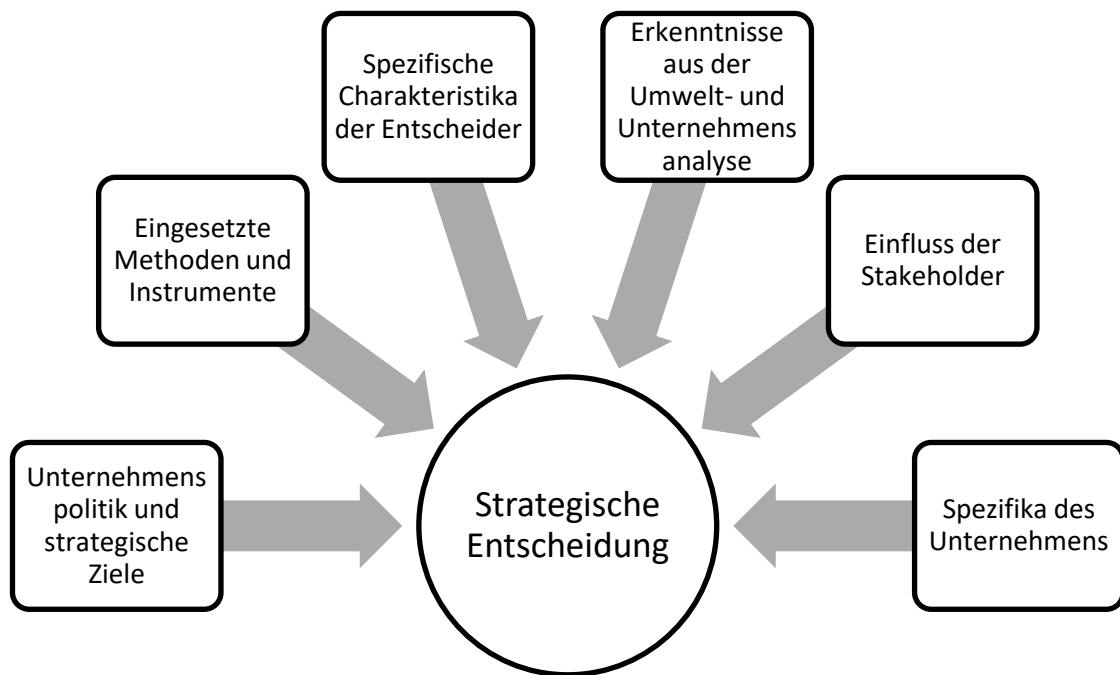 Erkenntnisse
aus der
Umwelt- und
Unternehmens
analyse
Spezifische
Charakteristika
der Entscheider
Eingesetzte
Methoden und
Instrumente
Einfluss der
Stakeholder
Unternehmens
politik und
strategische
Ziele
Strategische
Entscheidung
Spezifika des
Unternehmens